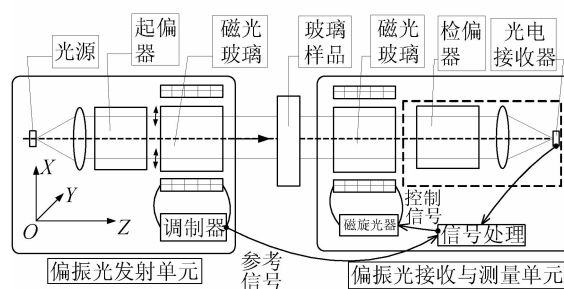 光源
起偏
器
磁光
玻璃
玻璃
样品
磁光
玻璃
检偏
器
光电
接收器
X
Y
O
Z
调制器
磁旋光器
控制
信号
信号处理
参考
信号
偏振光发射单元
偏振光接收与测量单元